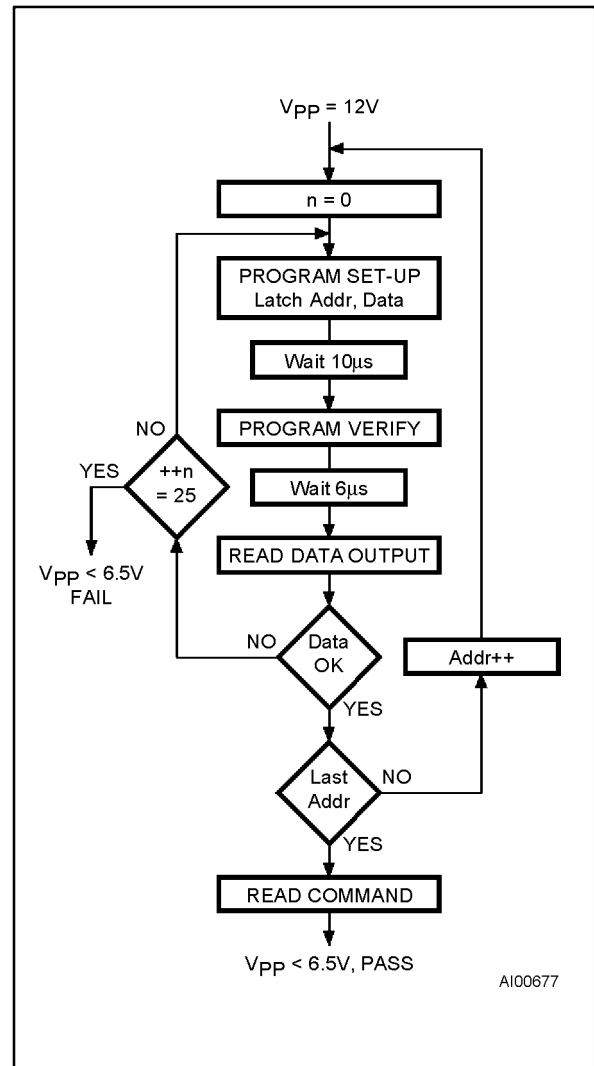 VPP = 12V
n = 0
PROGRAM SET-UP
Latch Addr, Data
Wait 10µs
NO
PROGRAM VERIFY
YES
++n
= 25
Wait 6µs
READ DATA OUTPUT
VPP < 6.5V
FAIL
NO
Data
OK
Addr++
YES
Last
Addr
NO
YES
READ COMMAND
VPP < 6.5V, PASS
AI00677